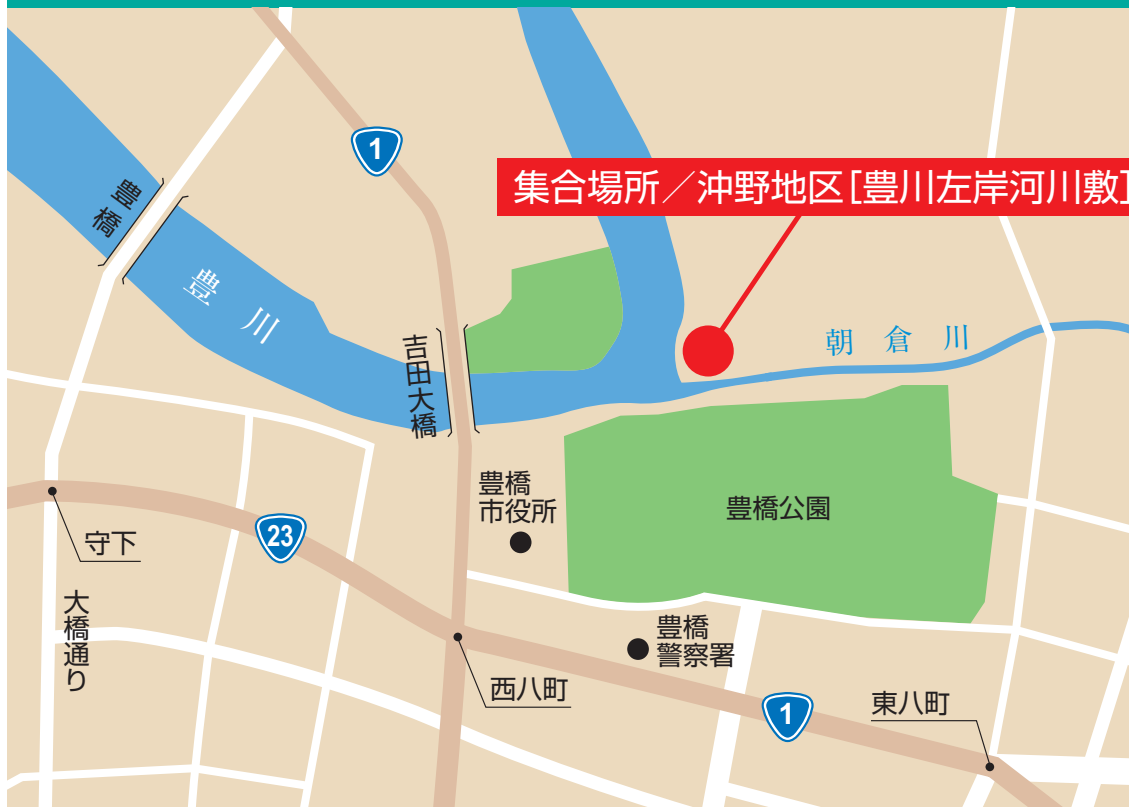 1
集合場所／沖野地区[豊川左岸河川敷]
豊橋
豊川
朝倉川
吉田大橋
豊橋
市役所
豊橋公園
23
守下
大橋通り
豊橋
警察署
西八町
1
東八町